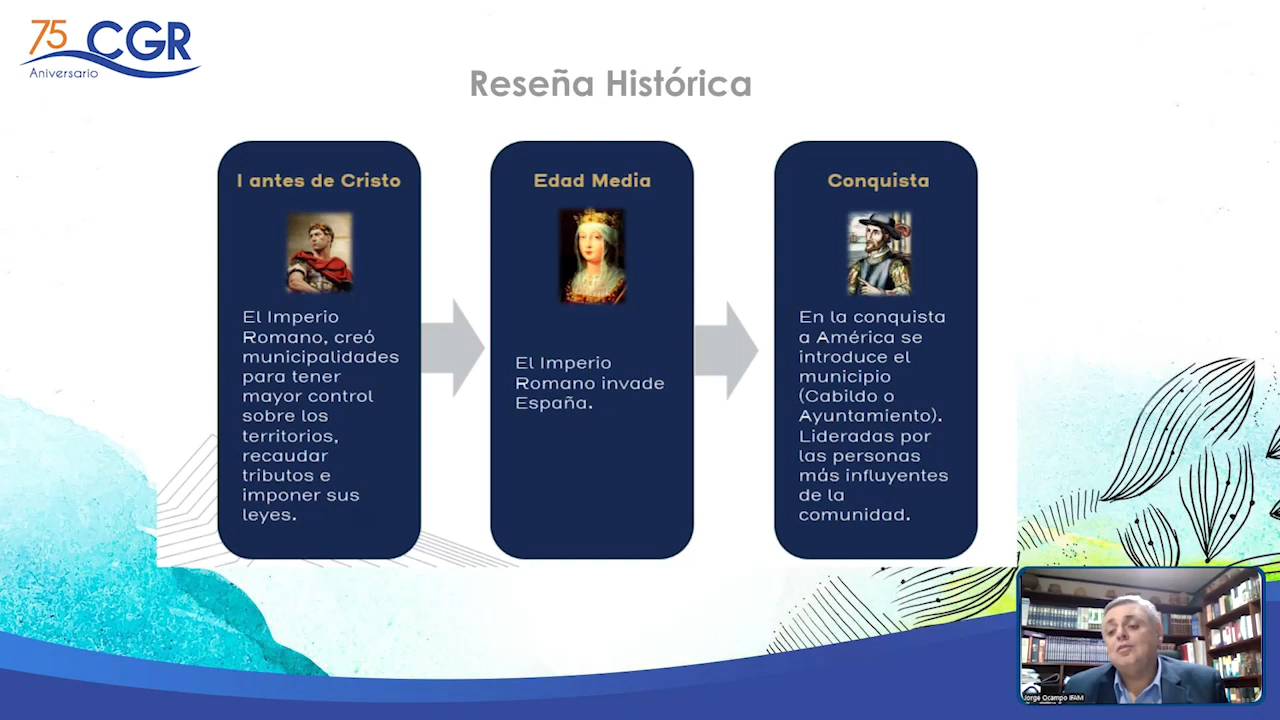 75 CGR
Aniversario
Reseña Histórica
I antes de Cristo
El Imperio
Romano, creó
municipalidades
para tener
mayor control
sobre los
territorios,
recaudar
tributos e
imponer sus
leyes.
Edad Media
El Imperio
Romano invade
España.
Conquista
En la conquista
a América se
introduce el
municipio
(Cabildo o
Ayuntamiento).
Lideradas por
las personas
más influyentes
de la
comunidad.
Jorge Ocampo IFAM